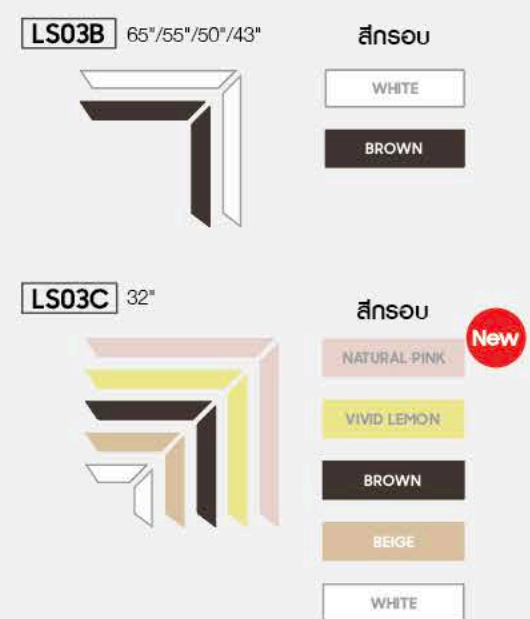 LS03B 65"/55"/50"/43"
สีกรอบ
WHITE
BROWN
LS03C 32"
สีกรอบ
New
NATURAL PINK
VIVID LEMON
BROWN
BEIGE
WHITE